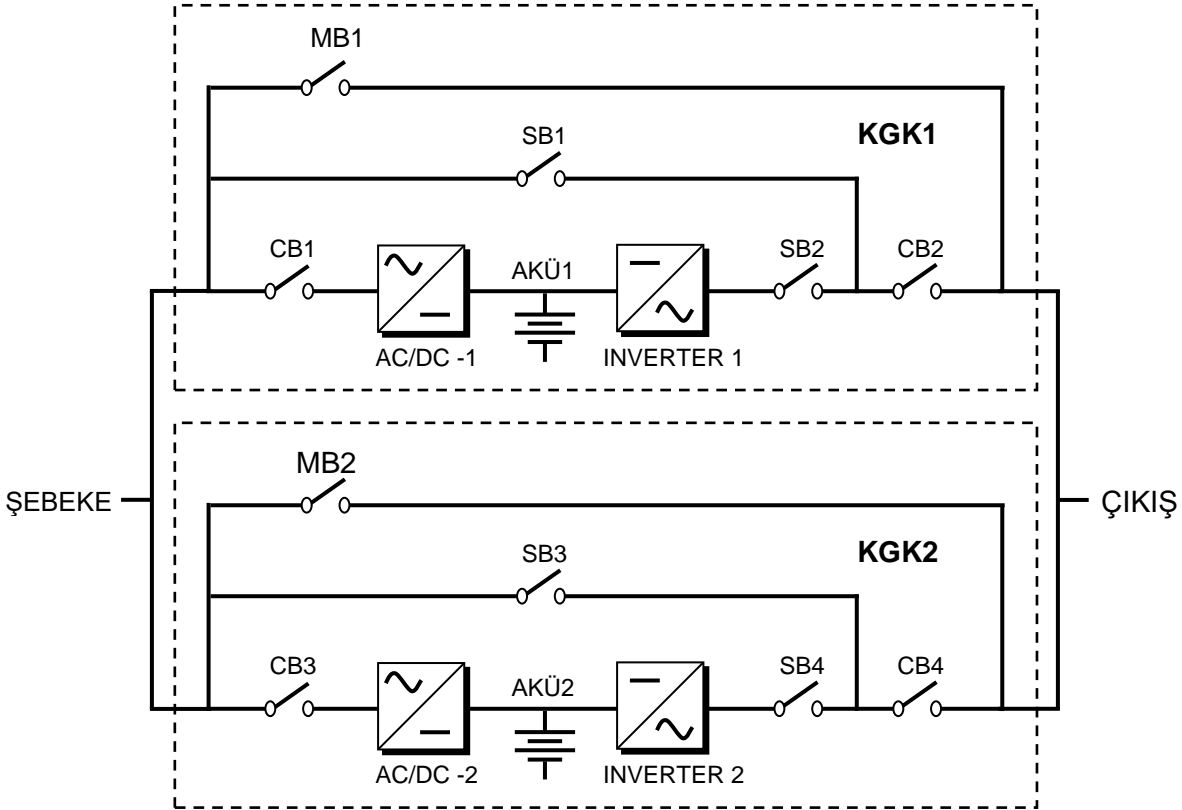 MB1
SB1
KGK1
CB1
AKÜ1
SB2
CB2
AC/DC -1
INVERTER 1
ŞEBEKE
ÇIKIŞ
MB2
SB3
KGK2
CB3
AKÜ2
SB4
CB4
AC/DC -2
INVERTER 2